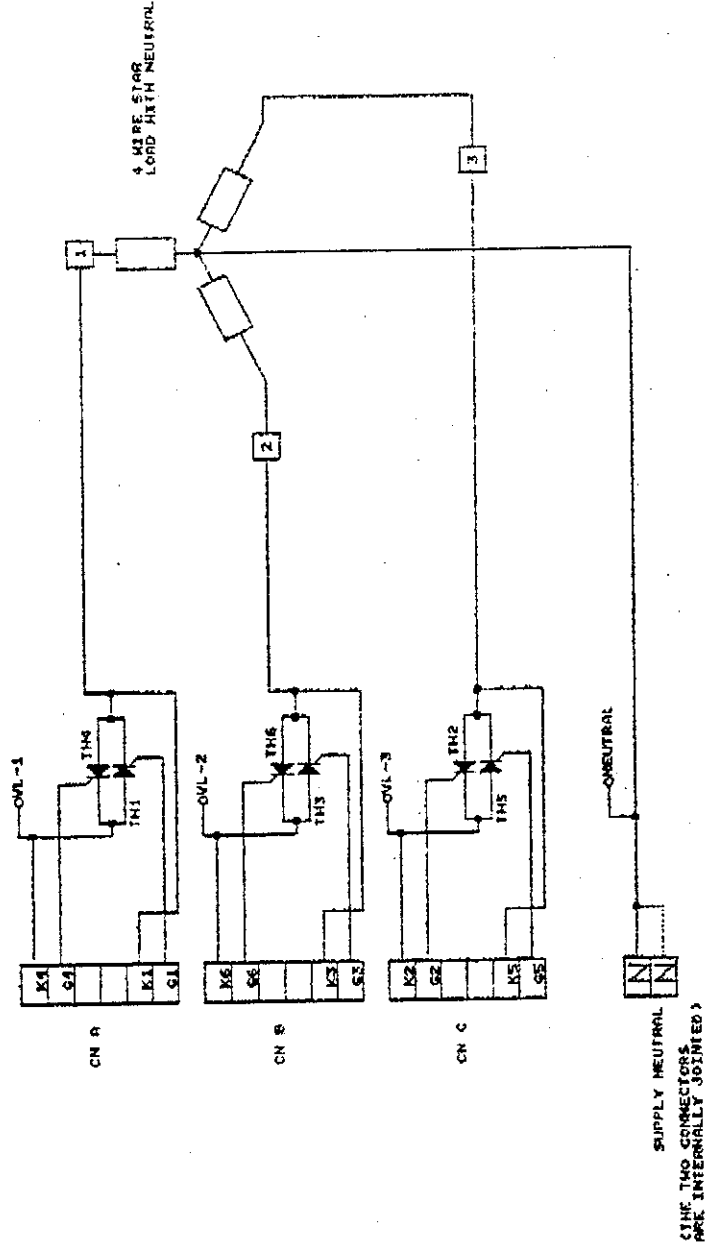 4 WIRE STAR
LOAD WITH NEUTRAL
1
2
3
OVL-1
TH4
TH1
K4
G4
K1
G1
CN A
OVL-2
TH6
TH3
K6
G6
K3
G3
CN B
OVL-3
TH2
TH5
K2
G2
K5
G5
CN C
ONEUTRAL
N
N
SUPPLY NEUTRAL
(THE TWO CONNECTORS
ARE INTERNALLY JOINTED)